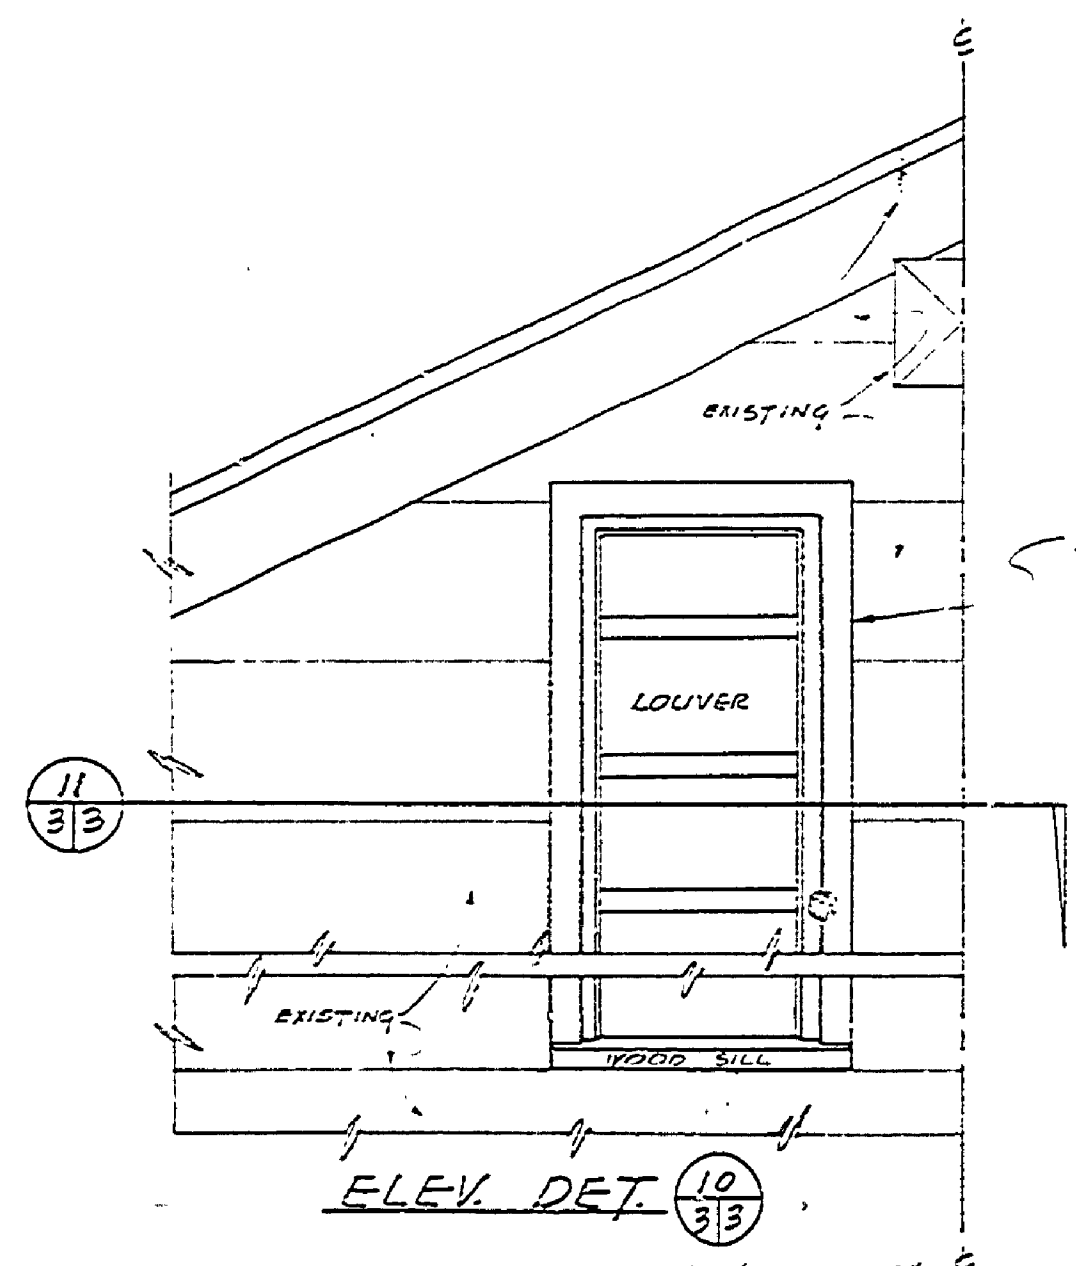 ℄
EXISTING
LOUVER
11
3 3
EXISTING
WOOD SILL
ELEV. DET.
10
3 3
℄